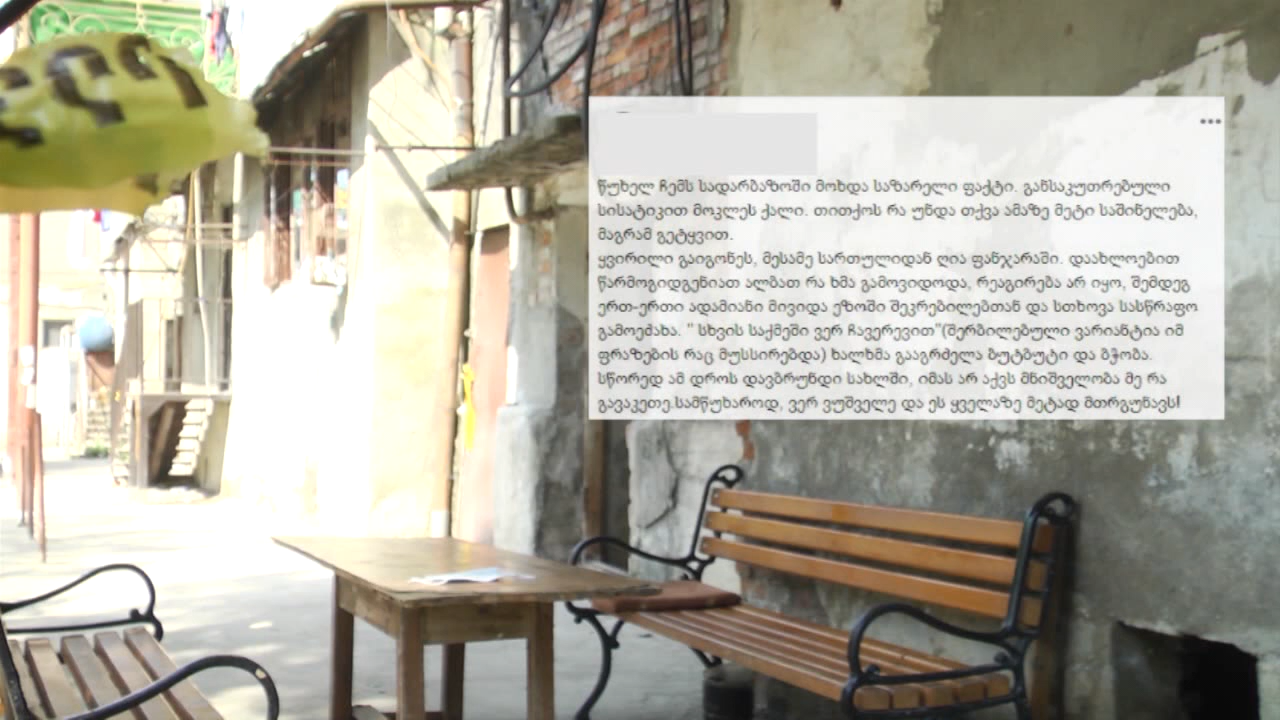 წუხელ ჩემს სადარბაზოში მოხდა საზარელი ფაქტი. განსაკუთრებული
სისატიკით მოკლეს ქალი. თითქოს რა უნდა თქვა ამაზე მეტი საშინელება,
მაგრამ გეტყვით.
ყვირილი გაიგონეს, მესამე სართულიდან ღია ფანჯარაში. დაახლოებით
წარმოგიდგენიათ ალბათ რა ხმა გამოვიდოდა, რეაგირება არ იყო, შემდეგ
ერთ-ერთი ადამიანი მივიდა ეზოში შეკრებილებთან და სთხოვა სასწრაფო
გამოეძახა. " სხვის საქმეში ვერ ჩავერევით"(შერბილებული ვარიანტია იმ
ფრაზების რაც მუსსირებდა) ხალხმა გააგრძელა ბუტბუტი და ბჭობა.
სწორედ ამ დროს დავბრუნდი სახლში, იმას არ აქვს მნიშველობა მე რა
გავაკეთე.სამწუხაროდ, ვერ ვუშველე და ეს ყველაზე მეტად მთრგუნავს!